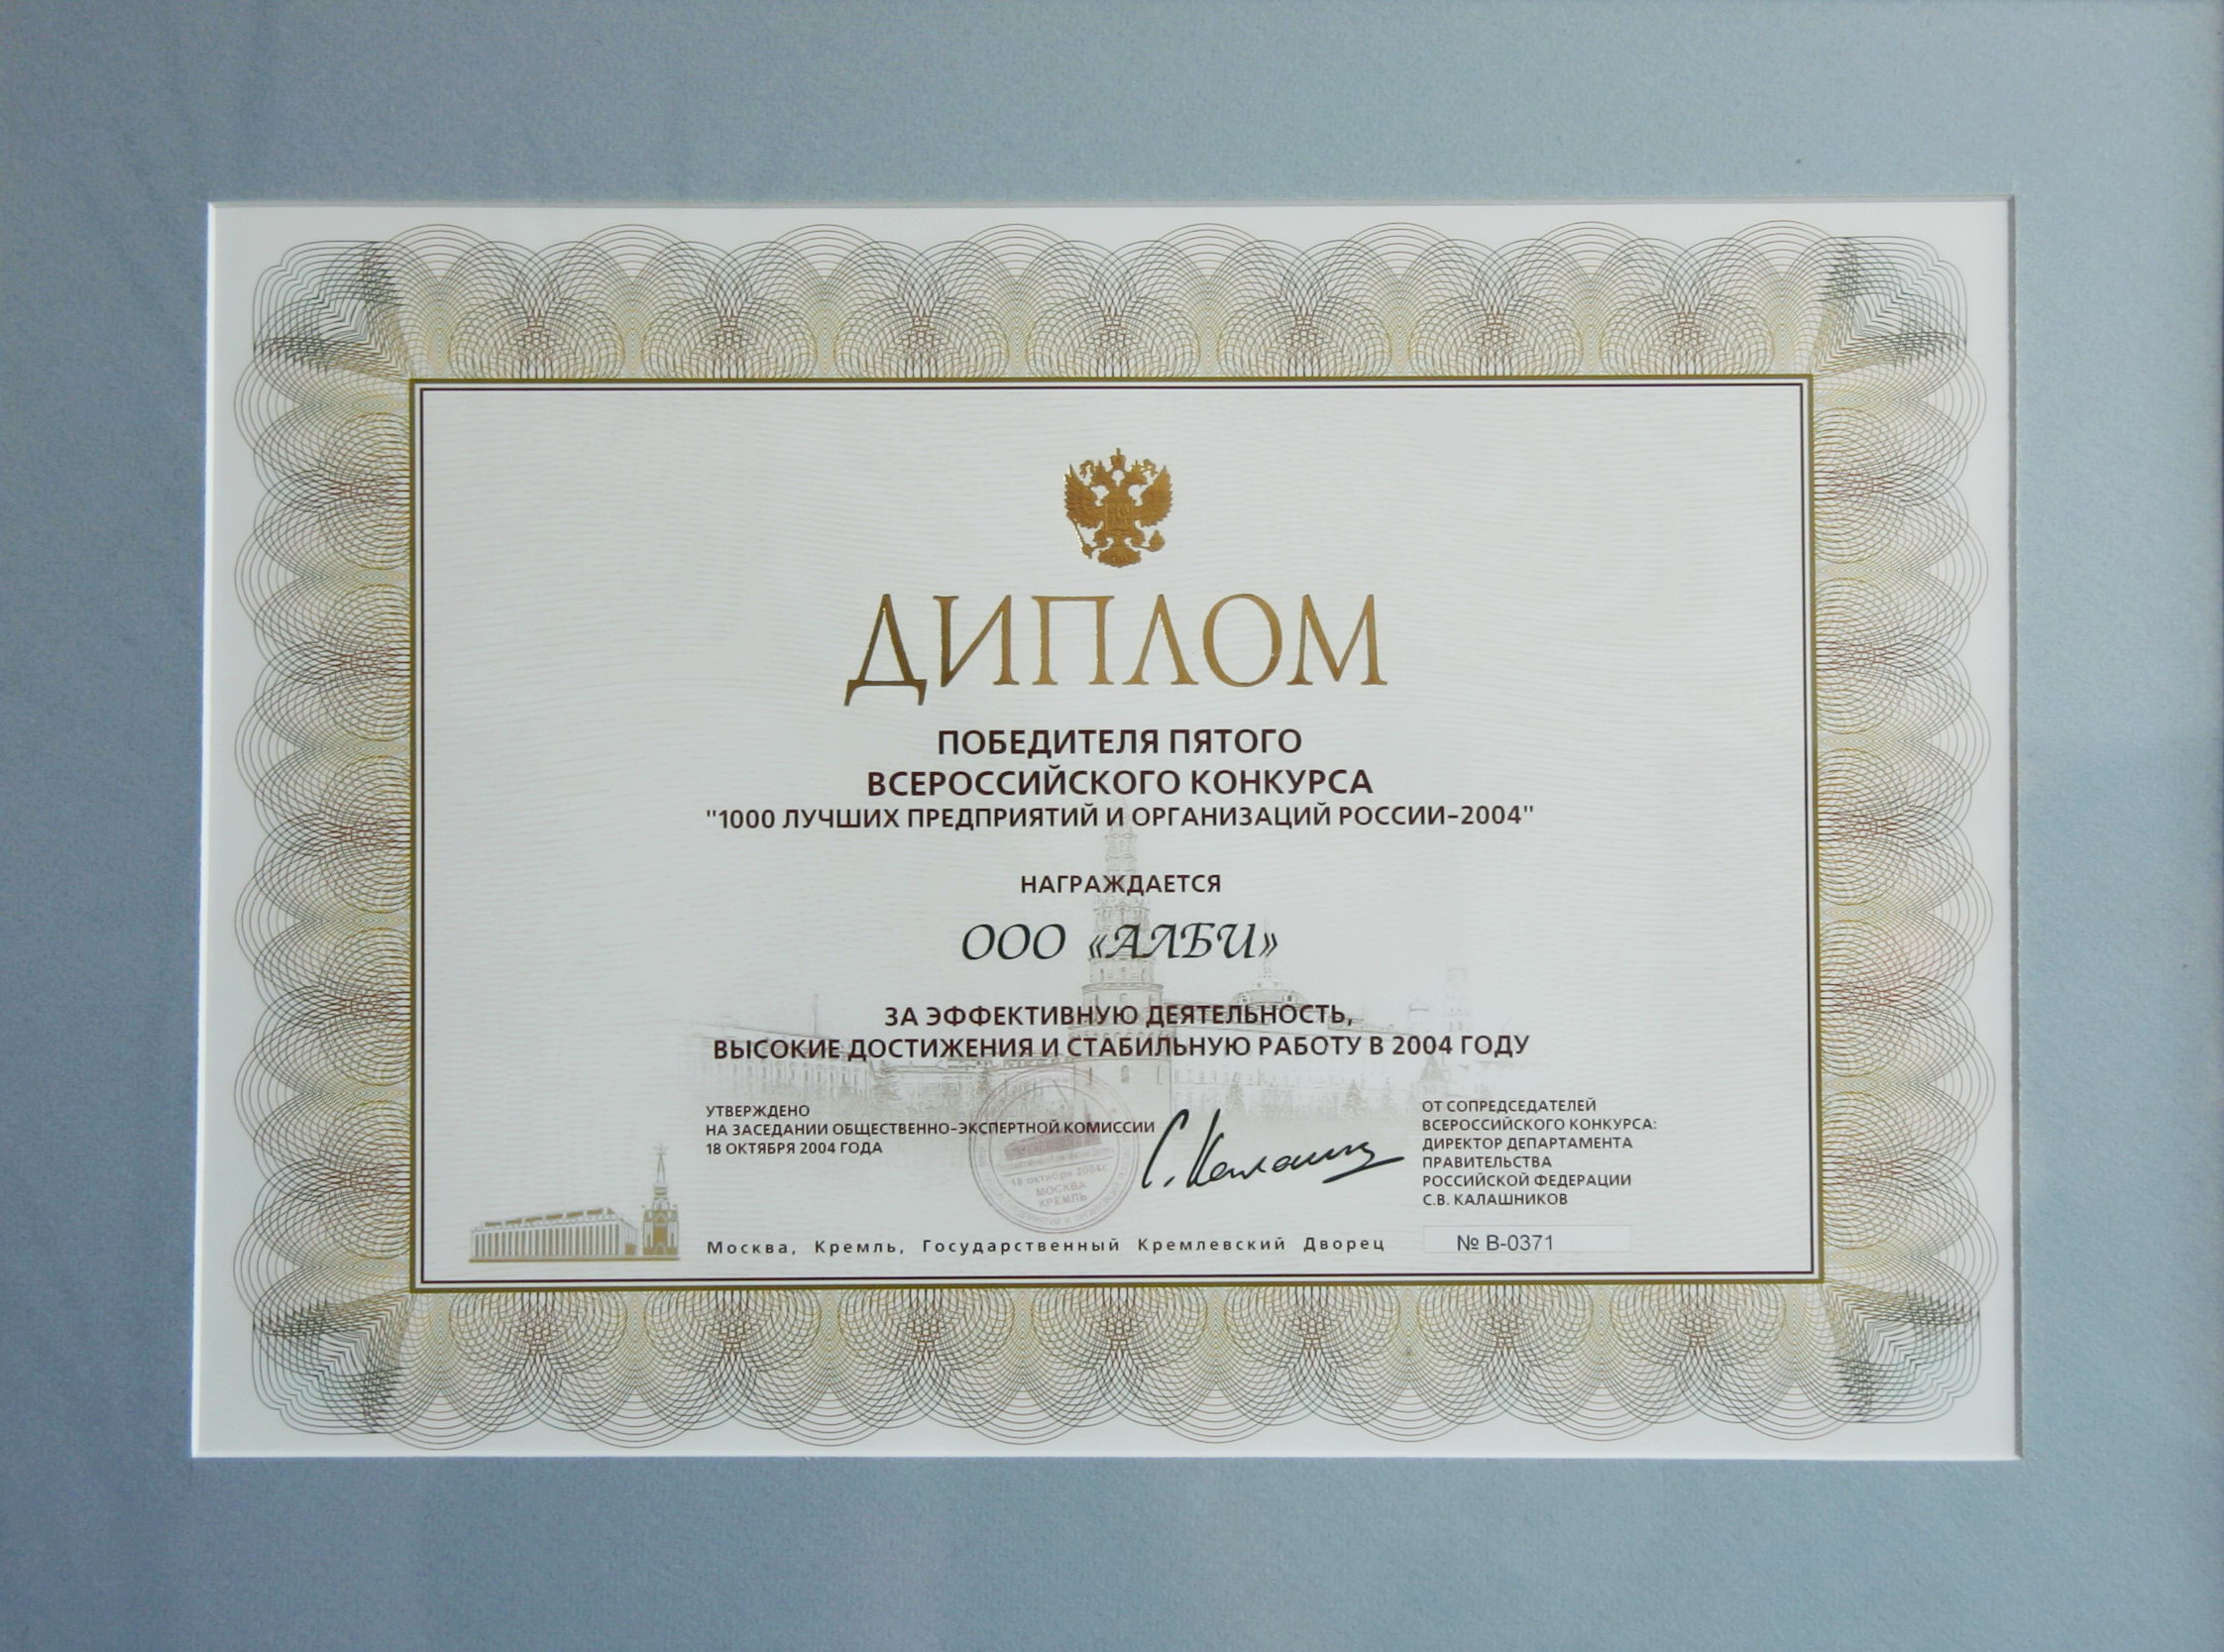 ДИПЛОМ
ПОБЕДИТЕЛЯ ПЯТОГО
ВСЕРОССИЙСКОГО КОНКУРСА
"1000 ЛУЧШИХ ПРЕДПРИЯТИЙ И ОРГАНИЗАЦИЙ РОССИИ-2004"
НАГРАЖДАЕТСЯ
ООО «АЛБИ»
ЗА ЭФФЕКТИВНУЮ ДЕЯТЕЛЬНОСТЬ,
ВЫСОКИЕ ДОСТИЖЕНИЯ И СТАБИЛЬНУЮ РАБОТУ В 2004 ГОДУ
УТВЕРЖДЕНО
НА ЗАСЕДАНИИ ОБЩЕСТВЕННО-ЭКСПЕРТНОЙ КОМИССИИ
18 ОКТЯБРЯ 2004 ГОДА
18 октября 2004г.
МОСКВА
КРЕМЛЬ
ОТ СОПРЕДСЕДАТЕЛЕЙ
ВСЕРОССИЙСКОГО КОНКУРСА:
ДИРЕКТОР ДЕПАРТАМЕНТА
ПРАВИТЕЛЬСТВА
РОССИЙСКОЙ ФЕДЕРАЦИИ
С.В. КАЛАШНИКОВ
Москва, Кремль, Государственный Кремлевский Дворец
№ В-0371